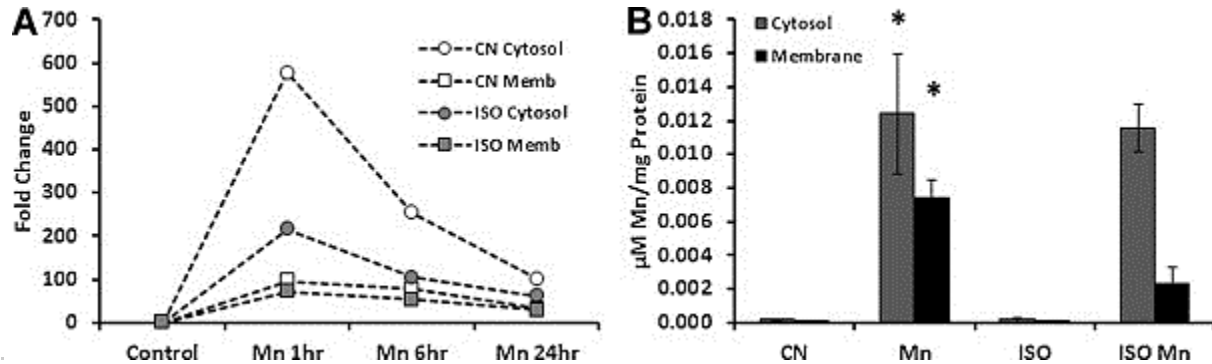 A
700
600
500
400
300
200
100
0
Fold Change
CN Cytosol
CN Memb
ISO Cytosol
ISO Memb
Control Mn 1hr Mn 6hr Mn 24hr
B
0.018
0.016
0.014
0.012
0.010
0.008
0.006
0.004
0.002
0.000
µM Mn/mg Protein
Cytosol
Membrane
*
*
CN Mn ISO ISO Mn